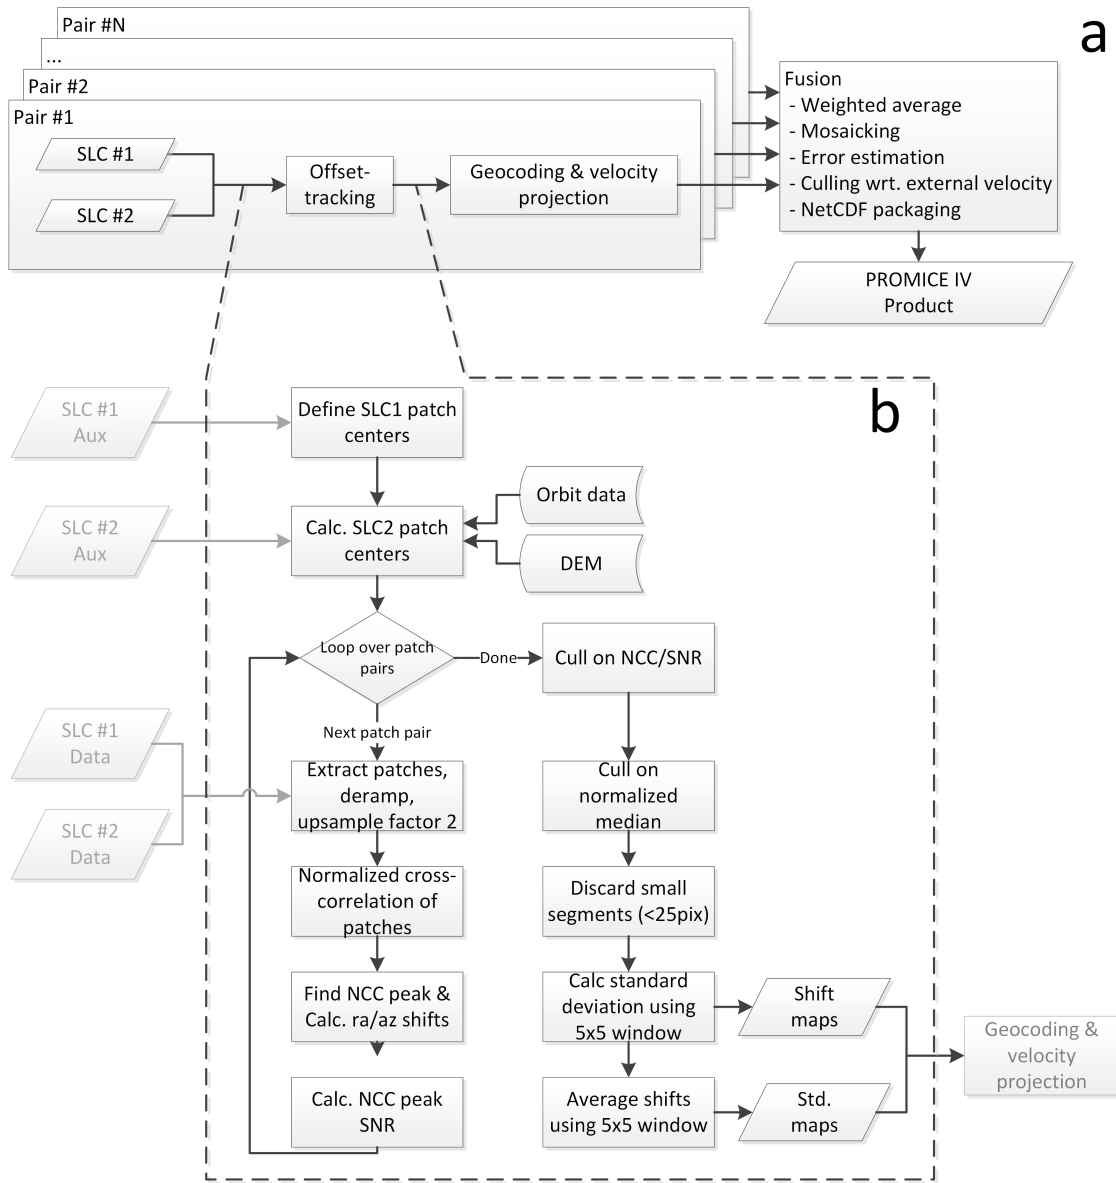 a
Pair #N
...
Pair #2
Pair #1
SLC #1
SLC #2
Offset-
tracking
Geocoding & velocity
projection
Fusion
- Weighted average
- Mosaicking
- Error estimation
- Culling wrt. external velocity
- NetCDF packaging
PROMICE IV
Product
b
SLC #1
Aux
Define SLC1 patch
centers
SLC #2
Aux
Calc. SLC2 patch
centers
Orbit data
DEM
Loop over patch
pairs
Done
Cull on NCC/SNR
Next patch pair
SLC #1
Data
SLC #2
Data
Extract patches,
deramp,
upsample factor 2
Cull on
normalized
median
Normalized cross-
correlation of
patches
Discard small
segments (<25pix)
Find NCC peak &
Calc. ra/az shifts
Calc standard
deviation using
5x5 window
Shift
maps
Geocoding &
velocity
projection
Calc. NCC peak
SNR
Average shifts
using 5x5 window
Std.
maps